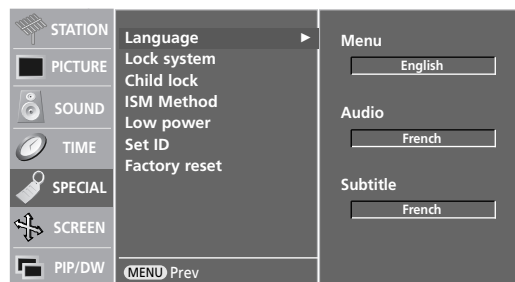 STATION
PICTURE
SOUND
TIME
SPECIAL
SCREEN
PIP/DW
Language ►
Lock system
Child lock
ISM Method
Low power
Set ID
Factory reset
MENU Prev
Menu
English
Audio
French
Subtitle
French